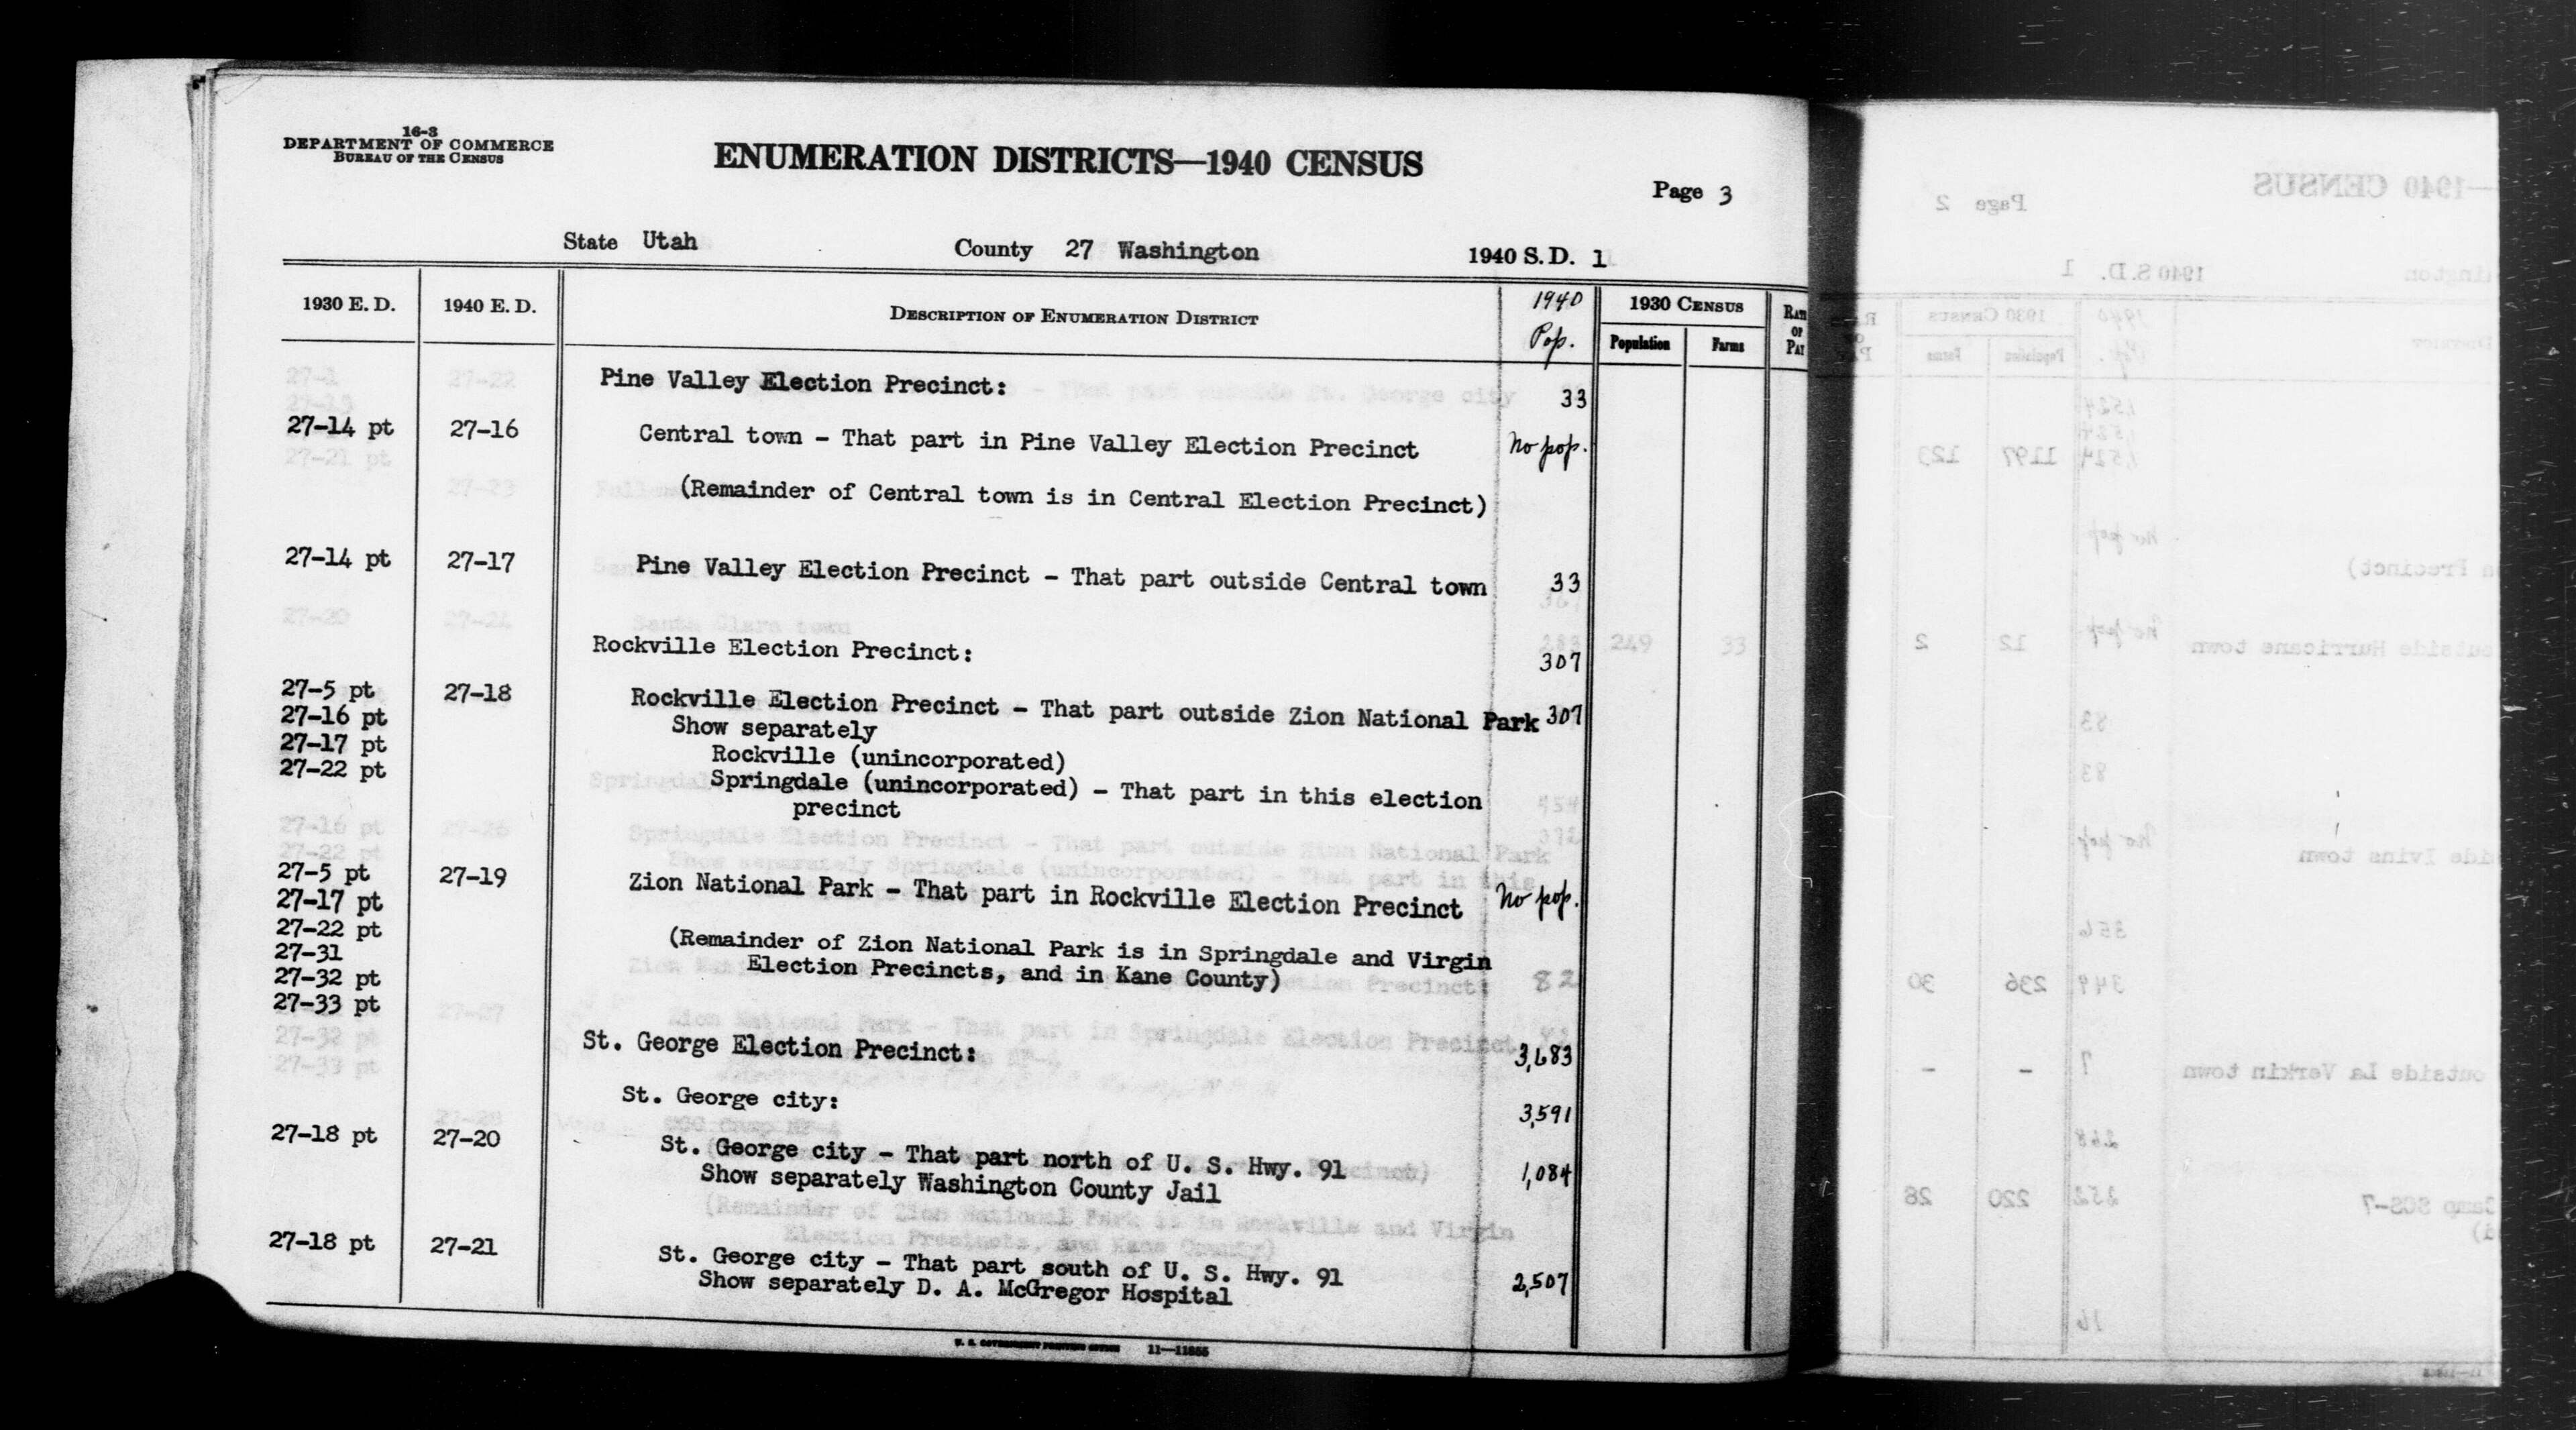 16-3
DEPARTMENT OF COMMERCE
BUREAU OF THE CENSUS
ENUMERATION DISTRICTS—1940 CENSUS
Page 3
State Utah County 27 Washington 1940 S. D. 1
1930 E. D. 1940 E. D. DESCRIPTION OF ENUMERATION DISTRICT 1940 Pop. 1930 CENSUS Population Farms RATE OF PAY
Pine Valley Election Precinct: 33
27-14 pt 27-16 Central town - That part in Pine Valley Election Precinct No pop.
(Remainder of Central town is in Central Election Precinct)
27-14 pt 27-17 Pine Valley Election Precinct - That part outside Central town 33
Rockville Election Precinct: 307
27-5 pt 27-18 Rockville Election Precinct - That part outside Zion National Park 307
27-16 pt Show separately
27-17 pt Rockville (unincorporated)
27-22 pt Springdale (unincorporated) - That part in this election
precinct
27-5 pt 27-19 Zion National Park - That part in Rockville Election Precinct No pop.
27-17 pt
27-22 pt (Remainder of Zion National Park is in Springdale and Virgin
27-31 Election Precincts, and in Kane County)
27-32 pt
27-33 pt
St. George Election Precinct: 3,683
St. George city: 3,591
27-18 pt 27-20 St. George city - That part north of U. S. Hwy. 91 1,084
Show separately Washington County Jail
27-18 pt 27-21 St. George city - That part south of U. S. Hwy. 91 2,507
Show separately D. A. McGregor Hospital
U. S. GOVERNMENT PRINTING OFFICE 11—11855